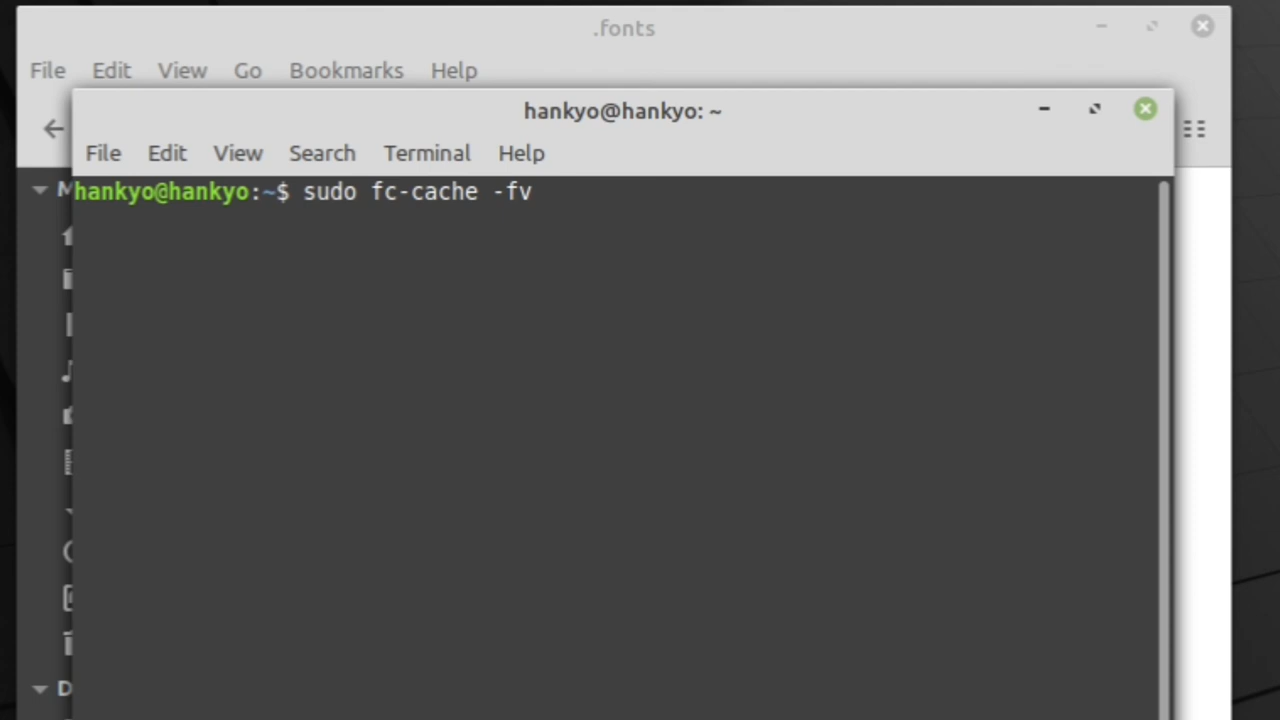 .fonts
File Edit View Go Bookmarks Help
hankyo@hankyo: ~
File Edit View Search Terminal Help
hankyo@hankyo:~$ sudo fc-cache -fv
M
D